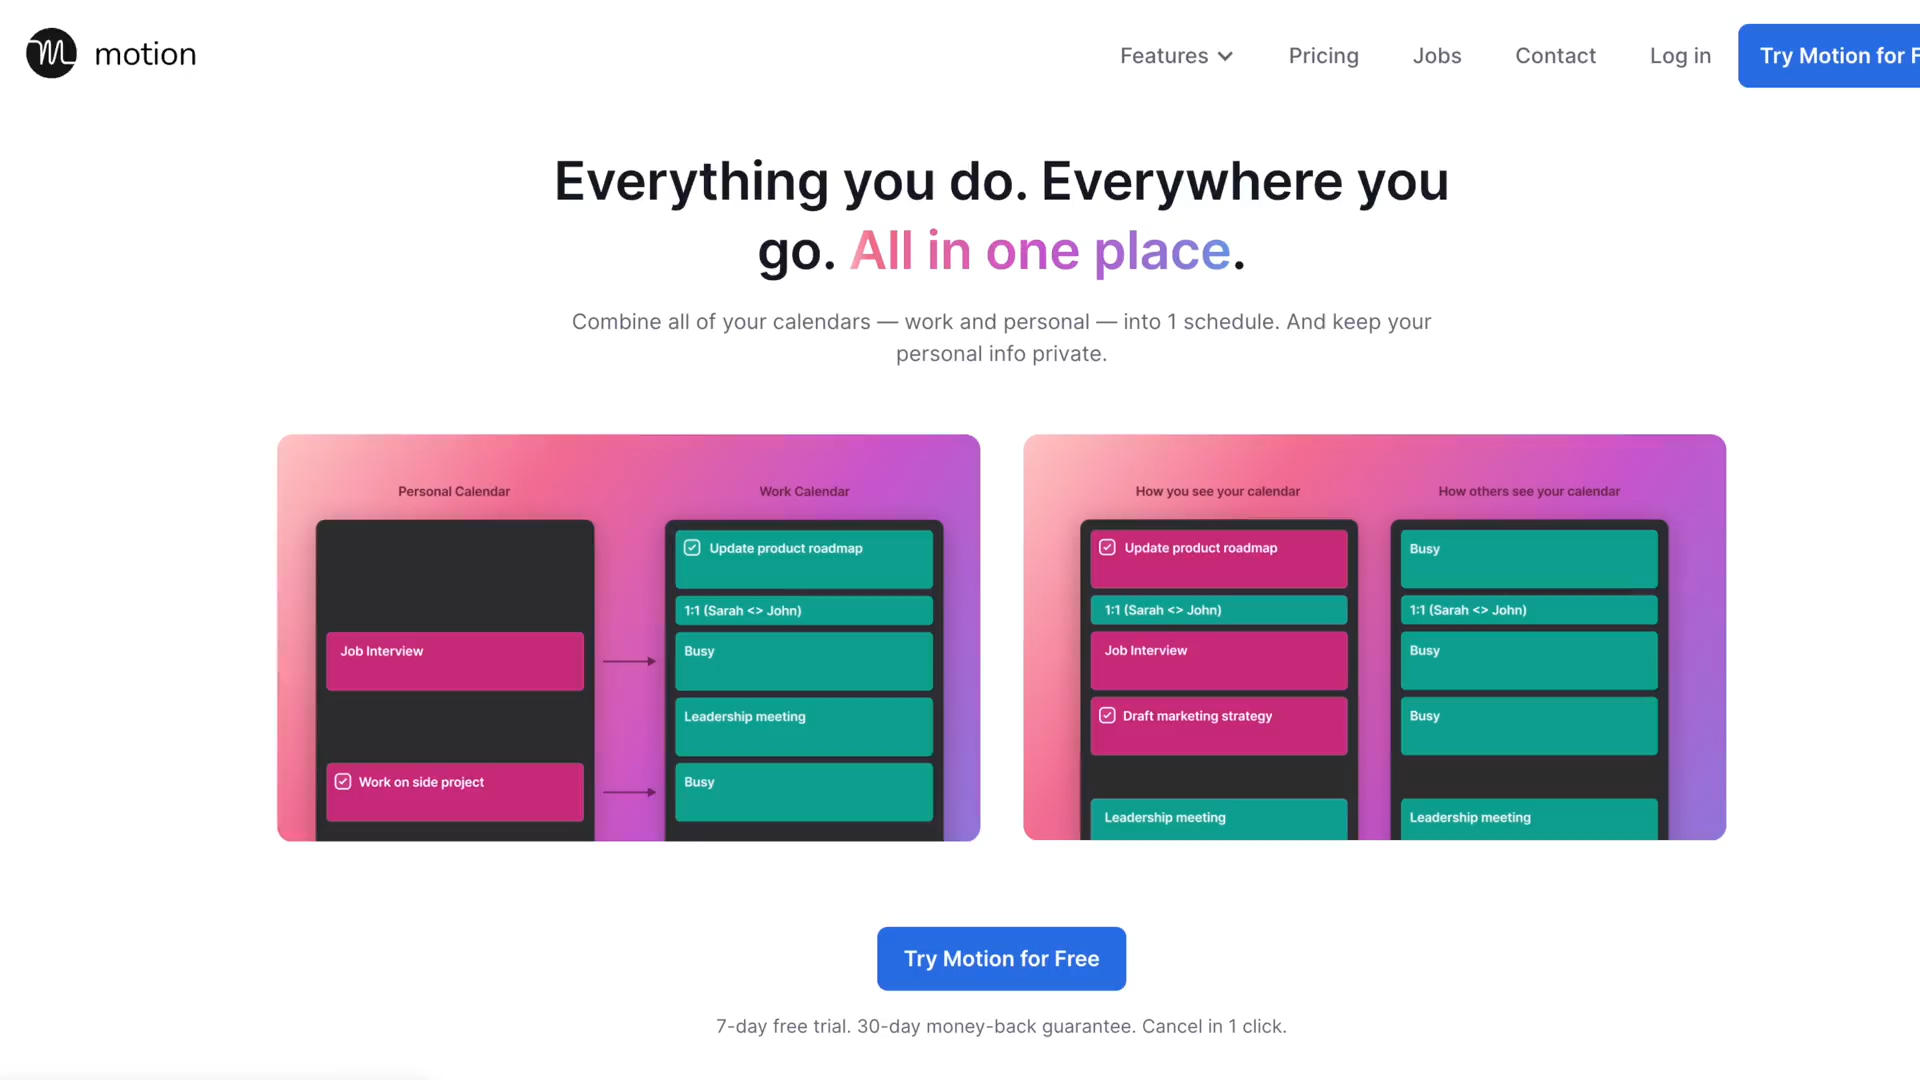 motion
Features
Pricing
Jobs
Contact
Log in
Try Motion for F
Everything you do. Everywhere you
go. All in one place.
Combine all of your calendars — work and personal — into 1 schedule. And keep your
personal info private.
Personal Calendar
Job Interview
Work on side project
Work Calendar
Update product roadmap
1:1 (Sarah <> John)
Busy
Leadership meeting
Busy
How you see your calendar
Update product roadmap
1:1 (Sarah <> John)
Job Interview
Draft marketing strategy
Leadership meeting
How others see your calendar
Busy
1:1 (Sarah <> John)
Busy
Busy
Leadership meeting
Try Motion for Free
7-day free trial. 30-day money-back guarantee. Cancel in 1 click.